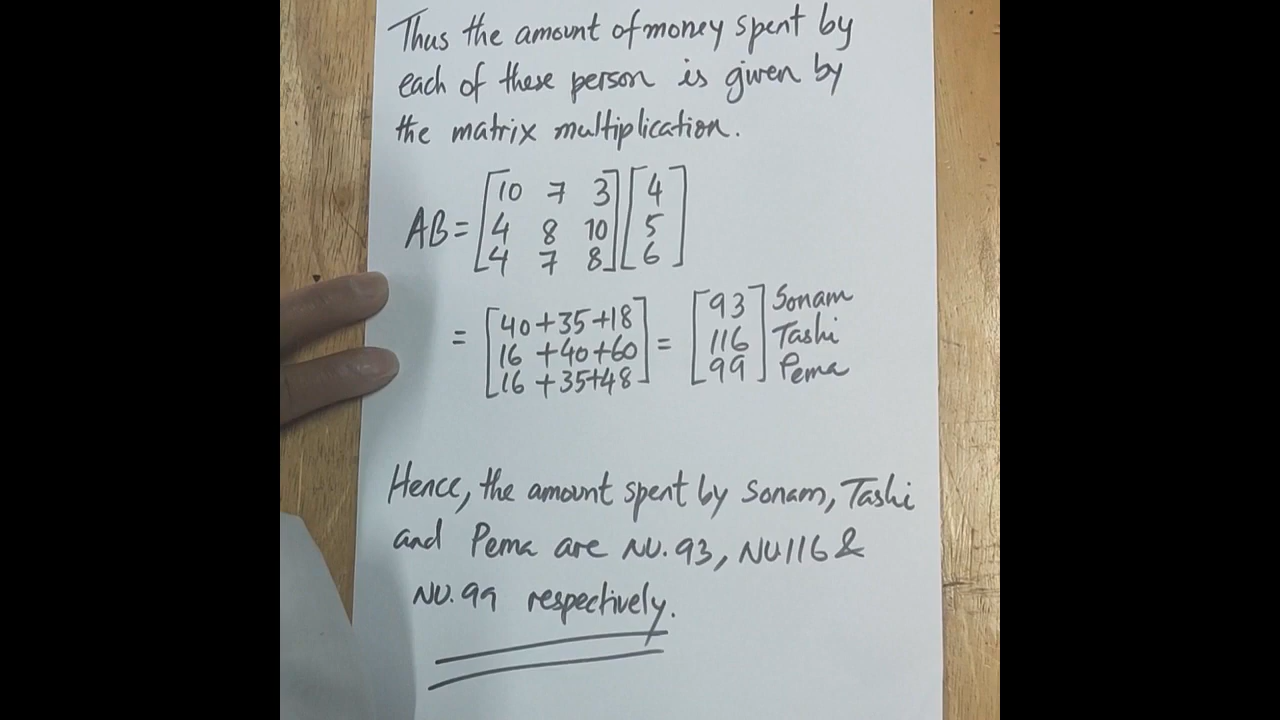 Thus the amount of money spent by
each of these person is given by
the matrix multiplication.
AB = [10 7 3] [4]
[4 8 10] [5]
[4 7 8] [6]
= [40+35+18] = [93] Sonam
[16 +40+60] [116] Tashi
[16 +35+48] [99] Pema
Hence, the amount spent by Sonam, Tashi
and Pema are NU.93, NU116 &
NU.99 respectively.